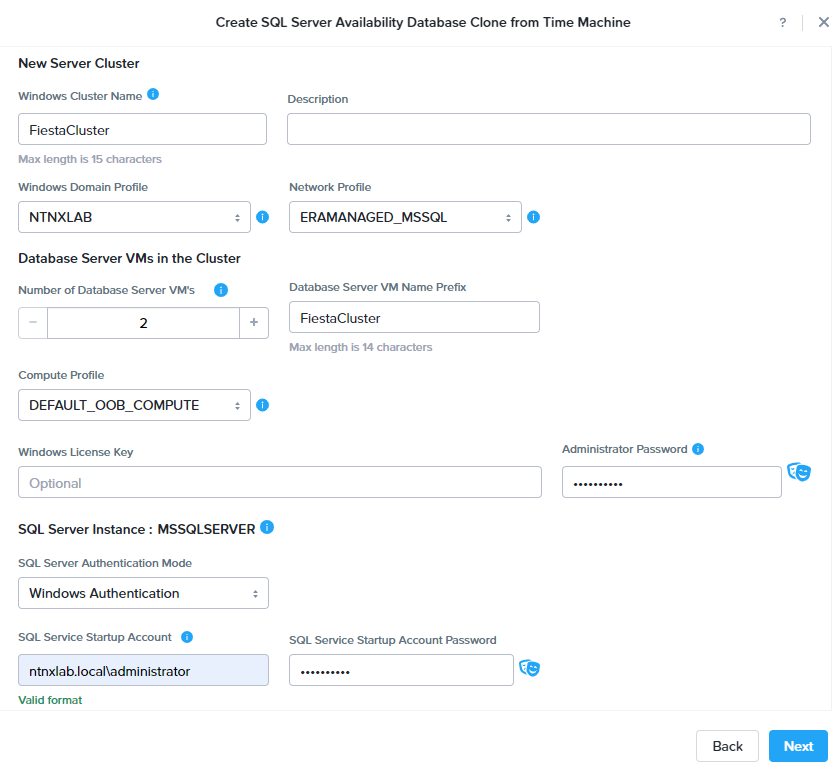 Create SQL Server Availability Database Clone from Time Machine
?
New Server Cluster
Windows Cluster Name
Description
FiestaCluster
Max length is 15 characters
Windows Domain Profile
Network Profile
NTNXLAB
ERAMANAGED_MSSQL
Database Server VMs in the Cluster
Number of Database Server VM's
Database Server VM Name Prefix
− 2 +
FiestaCluster
Max length is 14 characters
Compute Profile
DEFAULT_OOB_COMPUTE
Windows License Key
Administrator Password
Optional
••••••••••
SQL Server Instance : MSSQLSERVER
SQL Server Authentication Mode
Windows Authentication
SQL Service Startup Account
SQL Service Startup Account Password
ntnxlab.local\administrator
••••••••••
Valid format
Back
Next